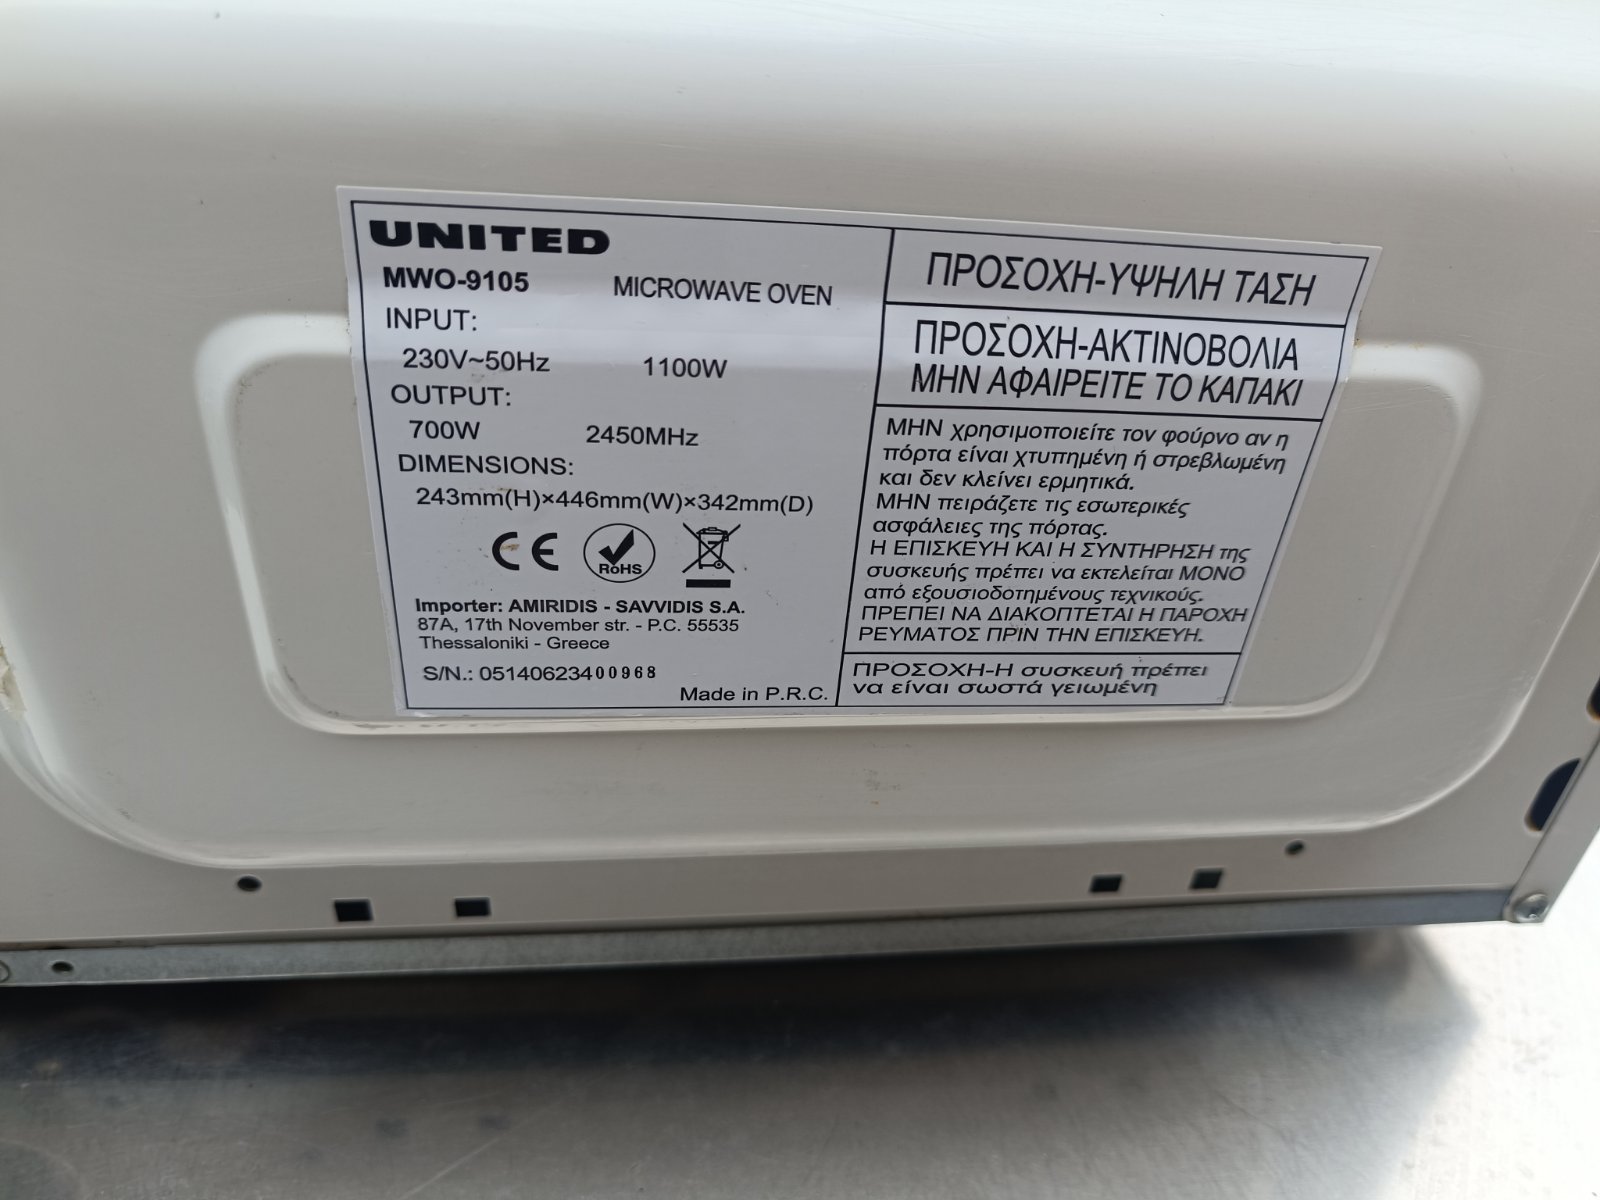 UNITED
MWO-9105 MICROWAVE OVEN
INPUT:
230V~50Hz 1100W
OUTPUT:
700W 2450MHz
DIMENSIONS:
243mm(H)×446mm(W)×342mm(D)
CE RoHS
Importer: AMIRIDIS - SAVVIDIS S.A.
87A, 17th November str. - P.C. 55535
Thessaloniki - Greece
S/N.: 05140623400968
Made in P.R.C.
ΠΡΟΣΟΧΗ-ΥΨΗΛΗ ΤΑΣΗ
ΠΡΟΣΟΧΗ-ΑΚΤΙΝΟΒΟΛΙΑ
ΜΗΝ ΑΦΑΙΡΕΙΤΕ ΤΟ ΚΑΠΑΚΙ
ΜΗΝ χρησιμοποιείτε τον φούρνο αν η
πόρτα είναι χτυπημένη ή στρεβλωμένη
και δεν κλείνει ερμητικά.
ΜΗΝ πειράζετε τις εσωτερικές
ασφάλειες της πόρτας.
Η ΕΠΙΣΚΕΥΗ ΚΑΙ Η ΣΥΝΤΗΡΗΣΗ της
συσκευής πρέπει να εκτελείται ΜΟΝΟ
από εξουσιοδοτημένους τεχνικούς.
ΠΡΕΠΕΙ ΝΑ ΔΙΑΚΟΠΤΕΤΑΙ Η ΠΑΡΟΧΗ
ΡΕΥΜΑΤΟΣ ΠΡΙΝ ΤΗΝ ΕΠΙΣΚΕΥΗ.
ΠΡΟΣΟΧΗ-Η συσκευή πρέπει
να είναι σωστά γειωμένη